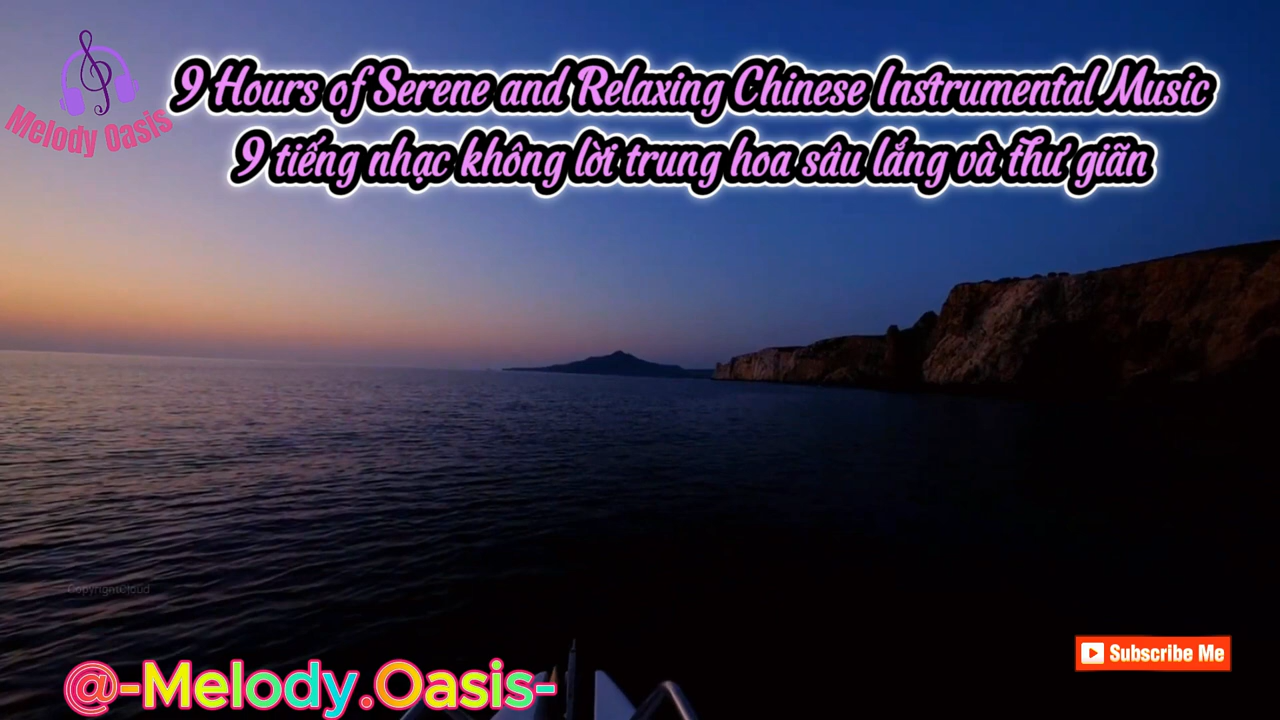 Melody Oasis
9 Hours of Serene and Relaxing Chinese Instrumental Music
9 tiếng nhạc không lời trung hoa sâu lắng và thư giãn
CopyrightCloud
Subscribe Me
@-Melody.Oasis-